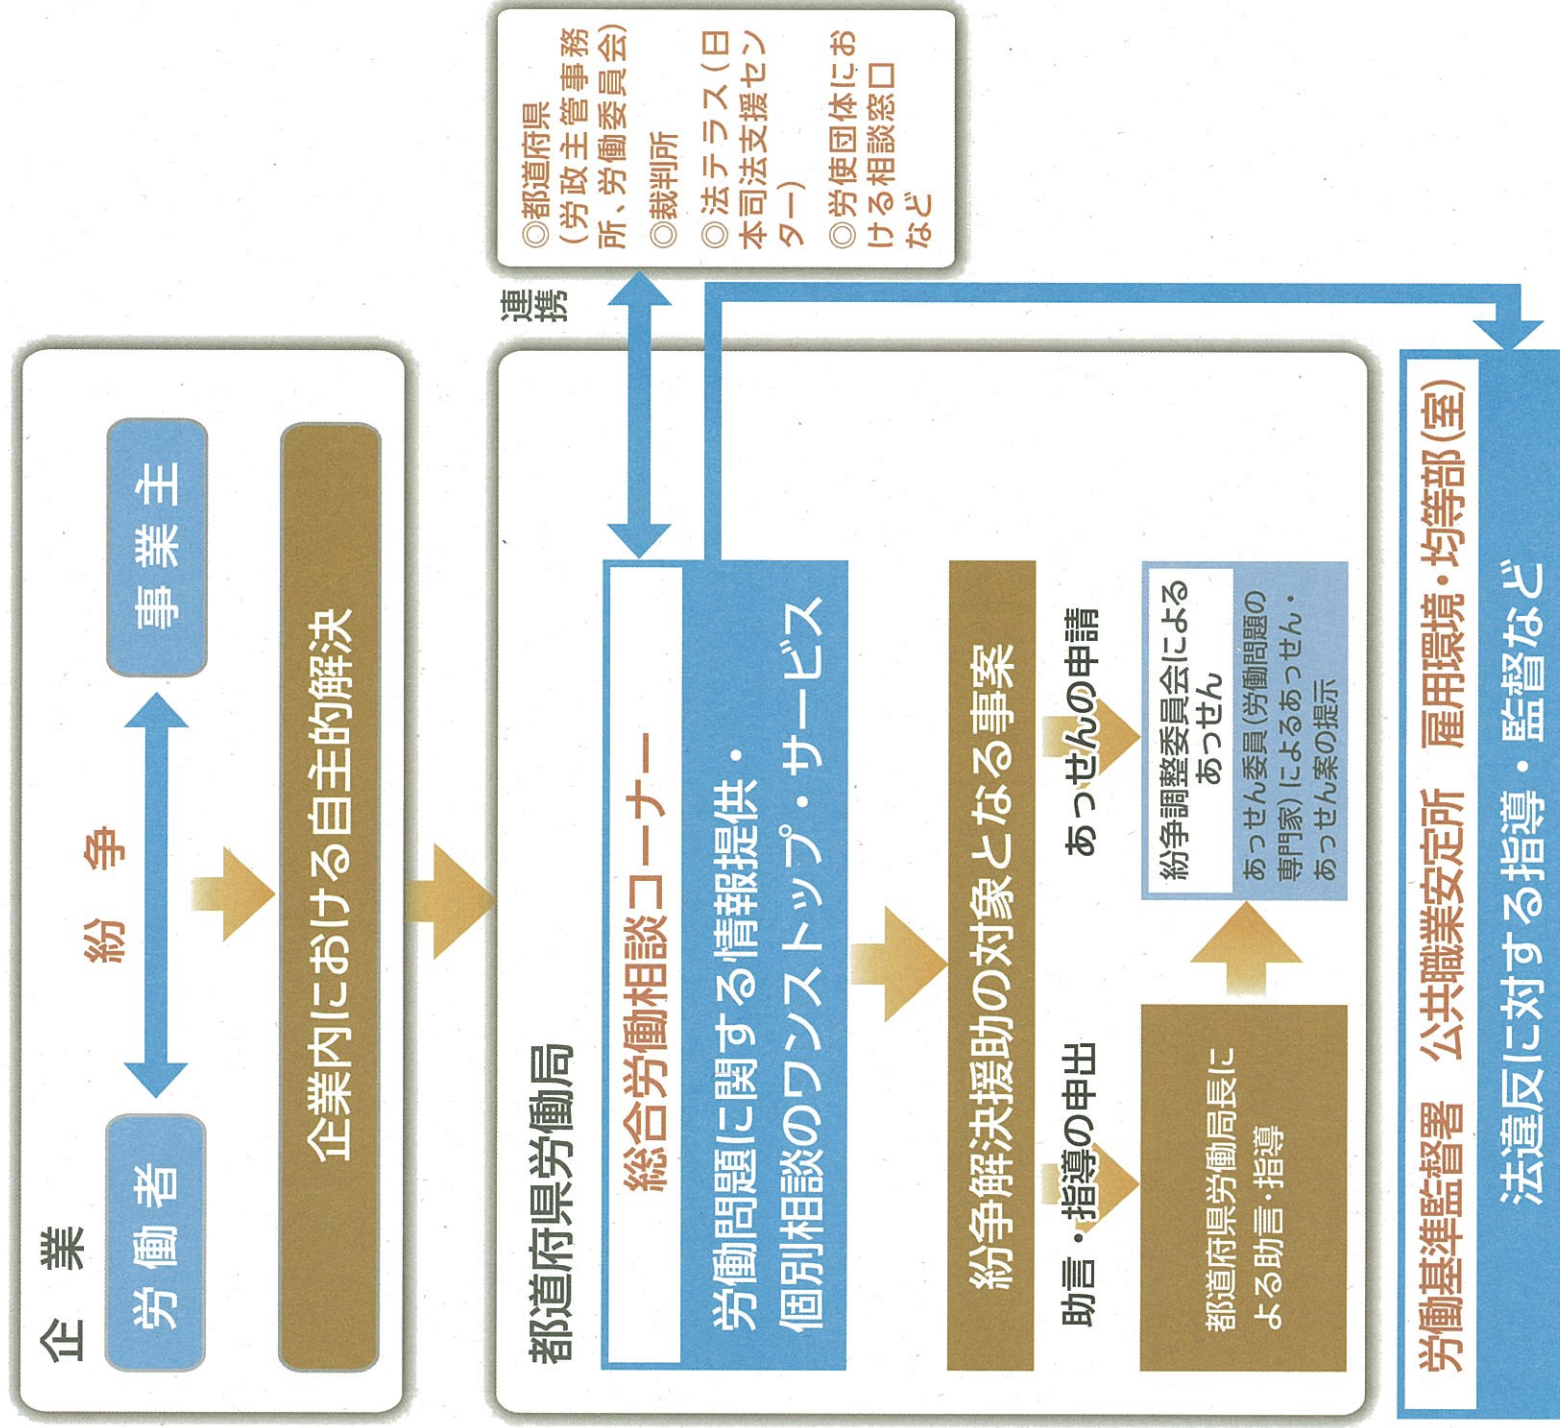 企業
紛争
労働者
事業主
企業内における自主的解決
都道府県労働局
総合労働相談コーナー
労働問題に関する情報提供・
個別相談のワンストップ・サービス
連携
◎都道府県
(労政主管事務
所、労働委員会)
◎裁判所
◎法テラス(日
本司法支援セン
ター)
◎労使団体にお
ける相談窓口
など
紛争解決援助の対象となる事案
助言・指導の申出
あっせんの申請
都道府県労働局長に
よる助言・指導
紛争調整委員会による
あっせん
あっせん委員(労働問題の
専門家)によるあっせん・
あっせん案の提示
労働基準監督署 公共職業安定所 雇用環境・均等部(室)
法違反に対する指導・監督など